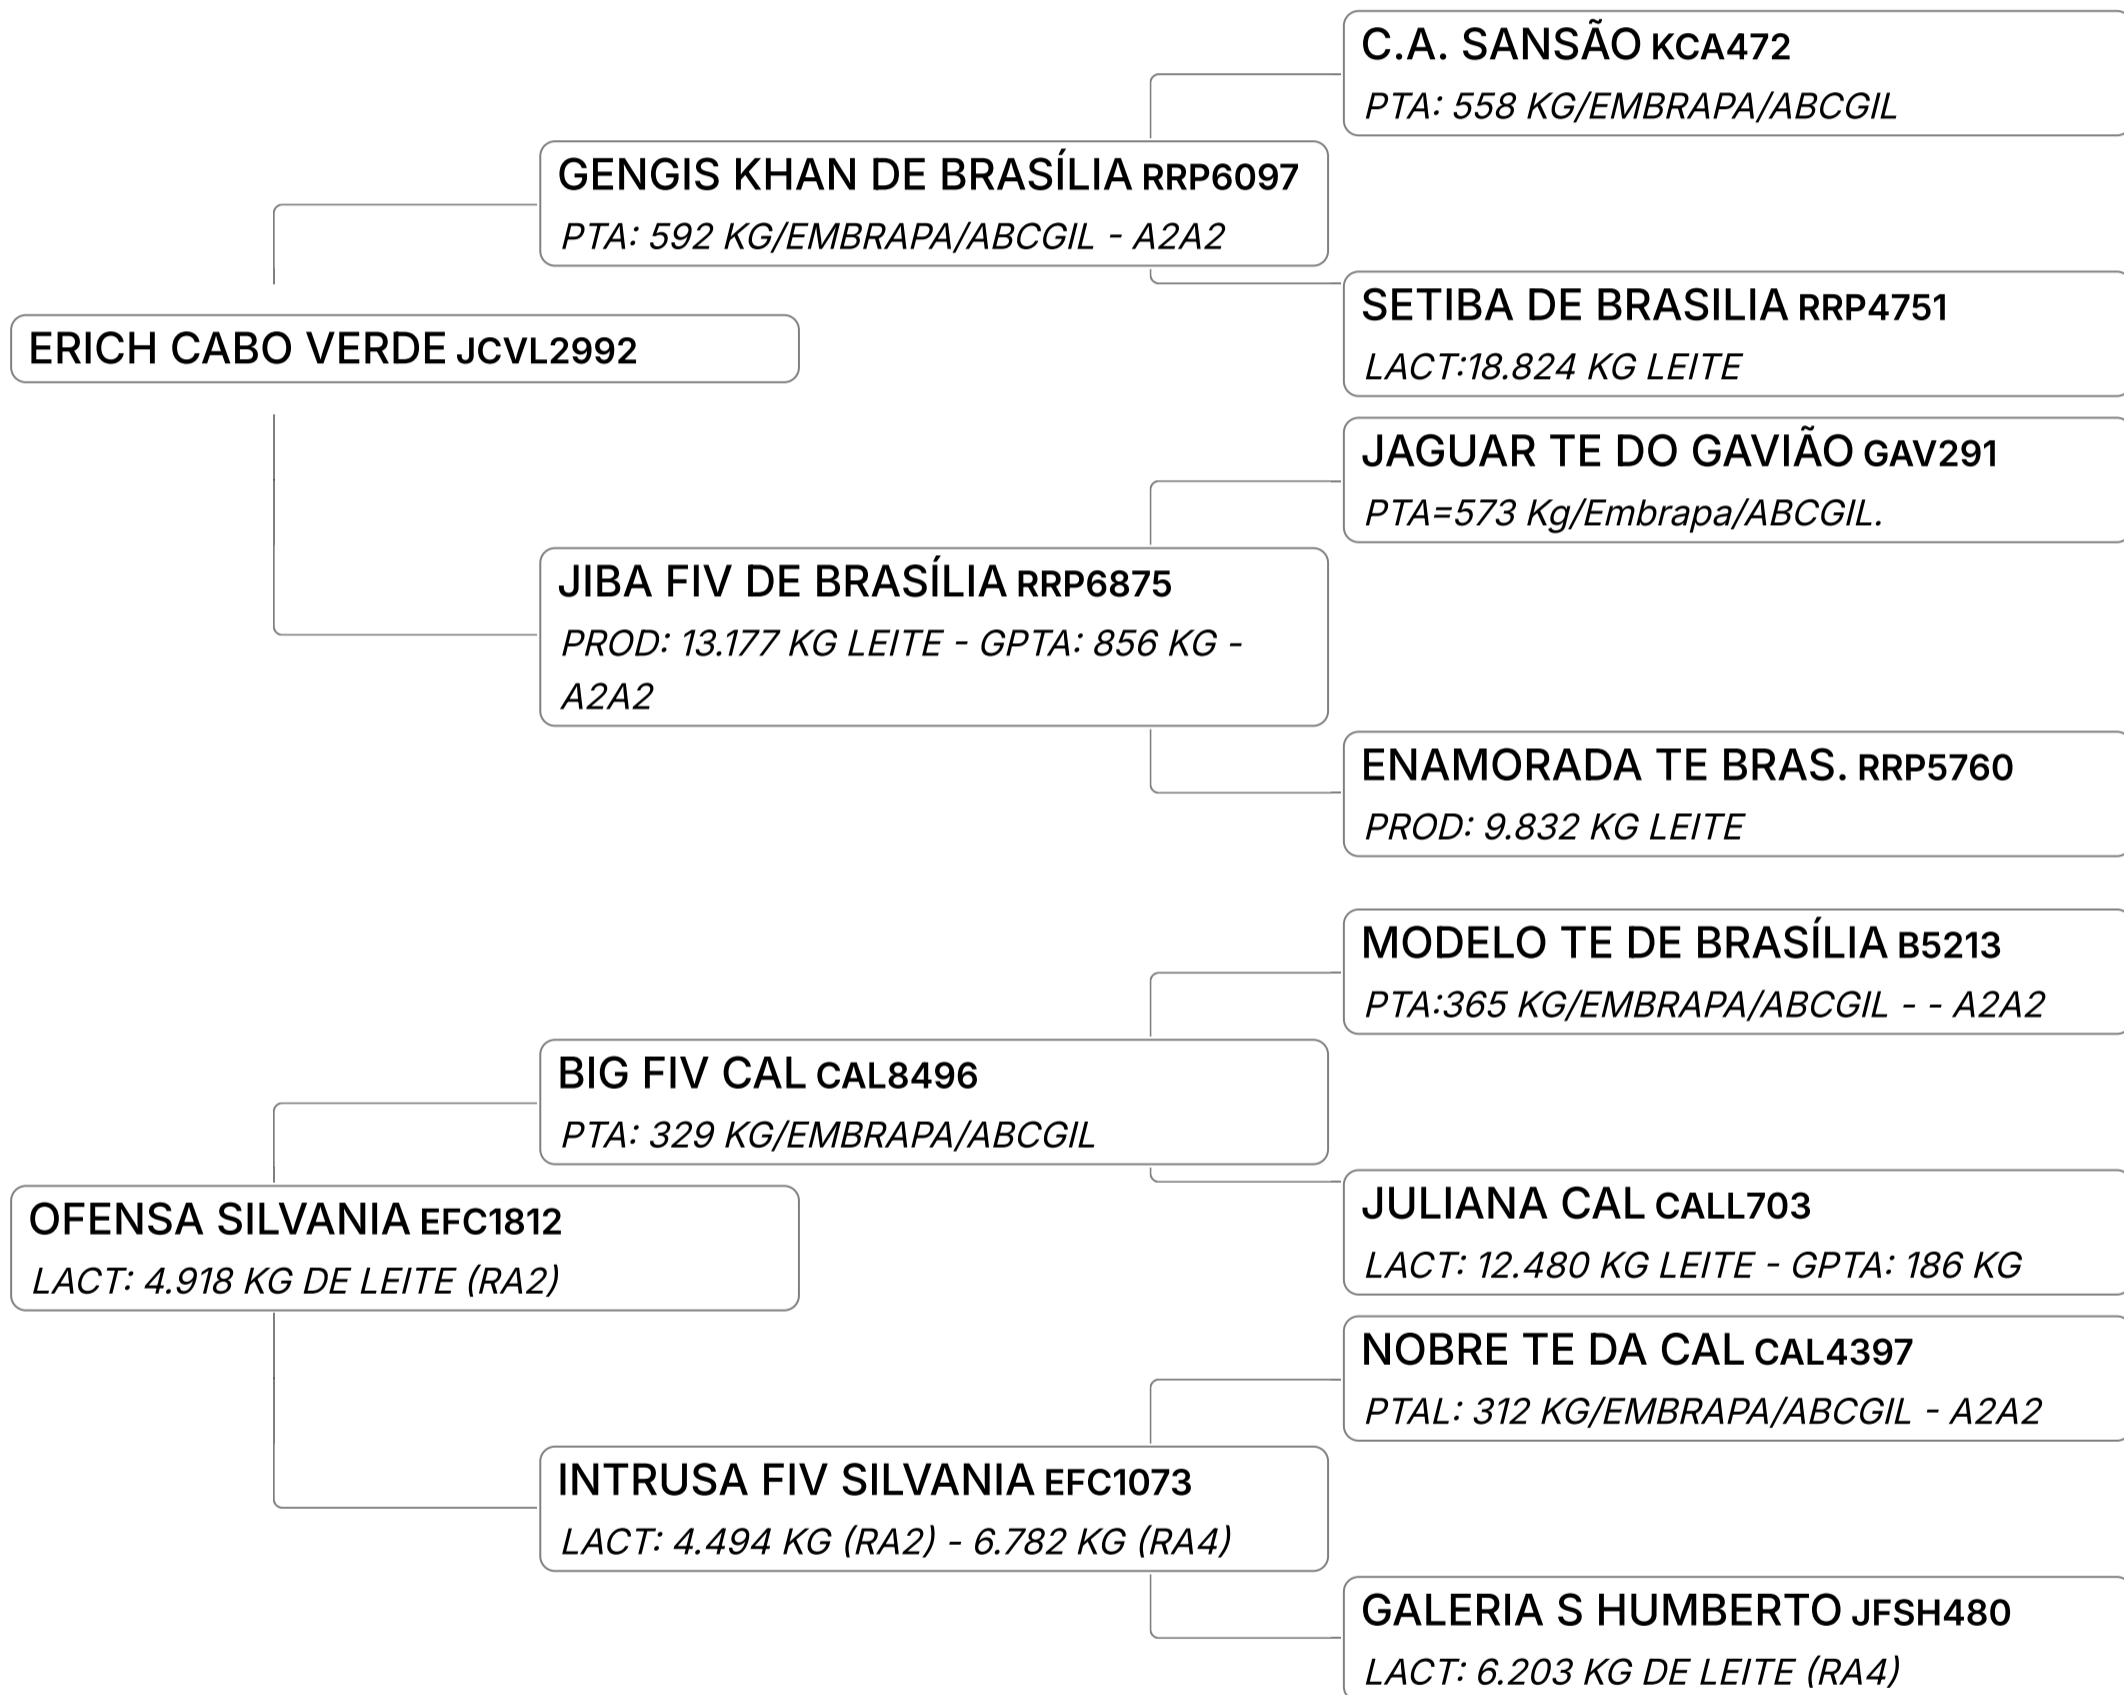 C.A. SANSÃO KCA472
PTA: 558 KG/EMBRAPA/ABCGIL
GENGIS KHAN DE BRASÍLIA RRP6097
PTA: 592 KG/EMBRAPA/ABCGIL - A2A2
SETIBA DE BRASILIA RRP4751
LACT:18.824 KG LEITE
ERICH CABO VERDE JCVL2992
JAGUAR TE DO GAVIÃO GAV291
PTA=573 Kg/Embrapa/ABCGIL.
JIBA FIV DE BRASÍLIA RRP6875
PROD: 13.177 KG LEITE - GPTA: 856 KG -
A2A2
ENAMORADA TE BRAS. RRP5760
PROD: 9.832 KG LEITE
MODELO TE DE BRASÍLIA B5213
PTA:365 KG/EMBRAPA/ABCGIL - - A2A2
BIG FIV CAL CAL8496
PTA: 329 KG/EMBRAPA/ABCGIL
JULIANA CAL CALL703
LACT: 12.480 KG LEITE - GPTA: 186 KG
OFENSA SILVANIA EFC1812
LACT: 4.918 KG DE LEITE (RA2)
NOBRE TE DA CAL CAL4397
PTAL: 312 KG/EMBRAPA/ABCGIL - A2A2
INTRUSA FIV SILVANIA EFC1073
LACT: 4.494 KG (RA2) - 6.782 KG (RA4)
GALERIA S HUMBERTO JFSH480
LACT: 6.203 KG DE LEITE (RA4)